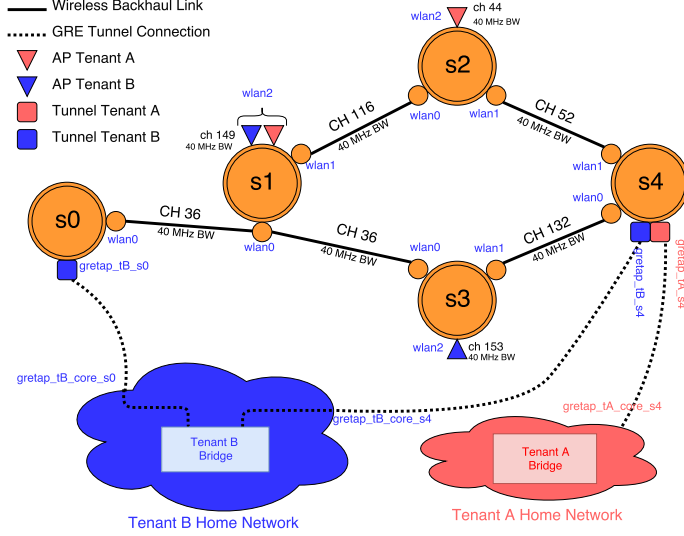 Wireless Backhaul Link
GRE Tunnel Connection
AP Tenant A
AP Tenant B
Tunnel Tenant A
Tunnel Tenant B
wlan2
ch 44
40 MHz BW
s2
wlan0
wlan1
CH 116
40 MHz BW
CH 52
40 MHz BW
wlan2
ch 149
40 MHz BW
wlan1
s1
wlan0
wlan1
s4
wlan0
s0
wlan0
CH 36
40 MHz BW
CH 36
40 MHz BW
wlan0
wlan1
CH 132
40 MHz BW
s3
wlan2
ch 153
40 MHz BW
gretap_tB_s0
gretap_tB_s4
gretap_tA_s4
gretap_tB_core_s0
gretap_tB_core_s4
gretap_tA_core_s4
Tenant B
Bridge
Tenant A
Bridge
Tenant B Home Network
Tenant A Home Network